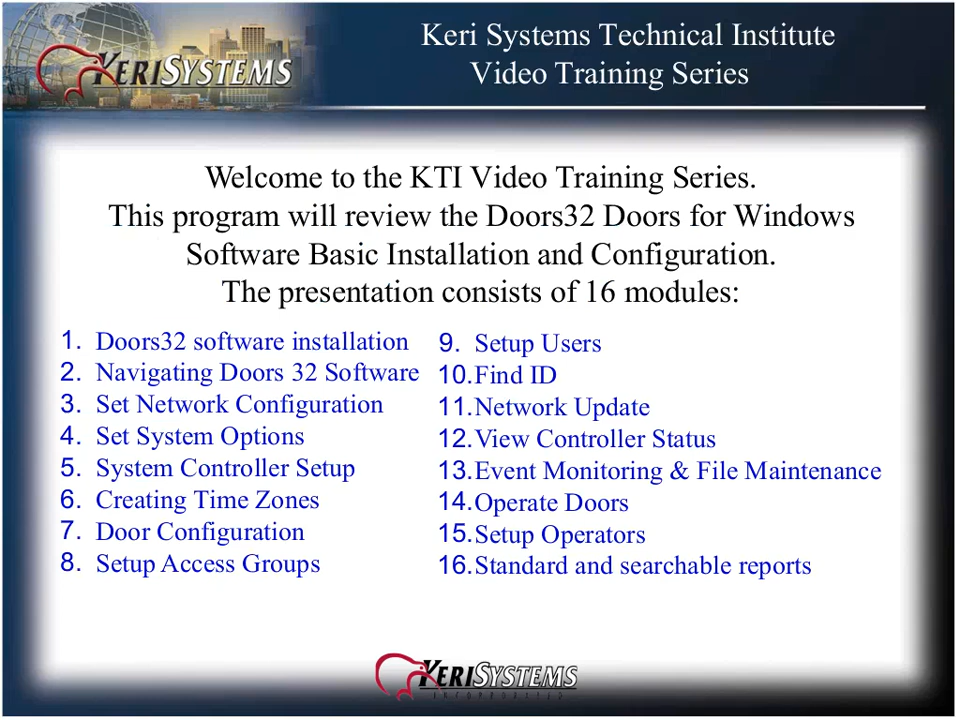 KERISYSTEMS
Keri Systems Technical Institute
Video Training Series
Welcome to the KTI Video Training Series.
This program will review the Doors32 Doors for Windows
Software Basic Installation and Configuration.
The presentation consists of 16 modules:
1. Doors32 software installation
2. Navigating Doors 32 Software
3. Set Network Configuration
4. Set System Options
5. System Controller Setup
6. Creating Time Zones
7. Door Configuration
8. Setup Access Groups
9. Setup Users
10. Find ID
11. Network Update
12. View Controller Status
13. Event Monitoring & File Maintenance
14. Operate Doors
15. Setup Operators
16. Standard and searchable reports
KERISYSTEMS
INCORPORATED